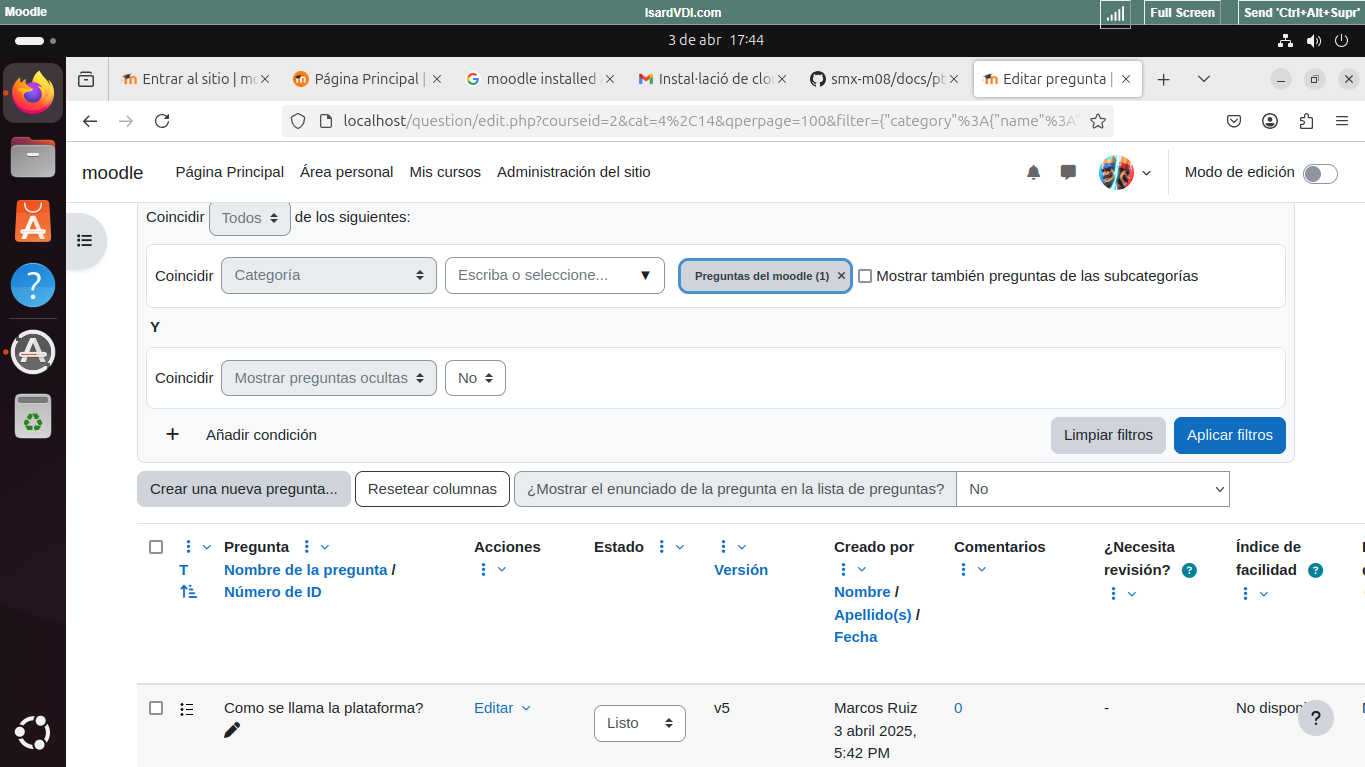 Moodle IsardVDI.com Full Screen Send 'Ctrl+Alt+Supr'
3 de abr 17:44
Entrar al sitio | mo Página Principal | moodle installed Instal·lació de clo smx-m08/docs/pt Editar pregunta |
localhost/question/edit.php?courseid=2&cat=4%2C14&qperpage=100&filter={"category"%3A{"name"%3A"
moodle Página Principal Área personal Mis cursos Administración del sitio Modo de edición
Coincidir Todos de los siguientes:
Coincidir Categoría Escriba o seleccione... ▼ Preguntas del moodle (1) × Mostrar también preguntas de las subcategorías
Y
Coincidir Mostrar preguntas ocultas No
+ Añadir condición Limpiar filtros Aplicar filtros
Crear una nueva pregunta... Resetear columnas ¿Mostrar el enunciado de la pregunta en la lista de preguntas? No
Pregunta Acciones Estado Creado por Comentarios ¿Necesita Índice de
T Nombre de la pregunta / Versión revisión? ? facilidad ?
Número de ID Nombre /
Apellido(s) /
Fecha
Como se llama la plataforma? Editar Listo v5 Marcos Ruiz 0 - No disponi ?
3 abril 2025,
5:42 PM